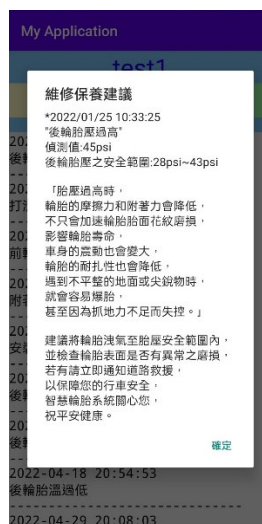 My Application
test1
維修保養建議
*2022/01/25 10:33:25
"後輪胎壓過高"
偵測值:45psi
後輪胎壓之安全範圍:28psi~43psi
「胎壓過高時，
輪胎的摩擦力和附著力會降低，
不只會加速輪胎胎面花紋磨損，
影響輪胎壽命，
車身的震動也會變大，
輪胎的耐扎性也會降低，
遇到不平整的地面或尖銳物時，
就會容易爆胎，
甚至因為抓地力不足而失控。」
建議將輪胎洩氣至胎壓安全範圍內，
並檢查輪胎表面是否有異常之磨損，
若有請立即通知道路救援，
以保障您的行車安全，
智慧輪胎系統關心您，
祝平安健康。
確定
2022-04-18 20:54:53
後輪胎溫過低
2022-04-29 20:08:03